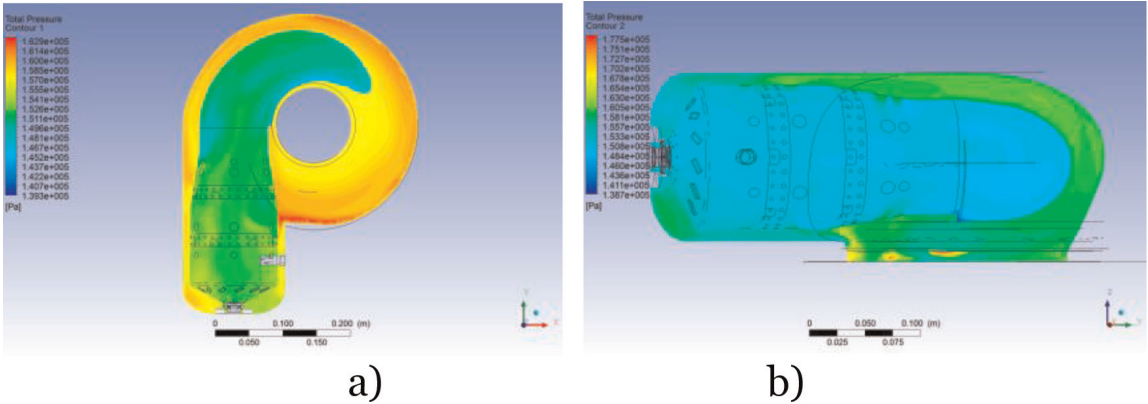 Total Pressure
Contour 1
1.629e+005
1.614e+005
1.600e+005
1.585e+005
1.570e+005
1.555e+005
1.541e+005
1.526e+005
1.511e+005
1.496e+005
1.481e+005
1.467e+005
1.452e+005
1.437e+005
1.422e+005
1.407e+005
1.393e+005
[Pa]
0 0.100 0.200 (m)
0.050 0.150
Y
X
a)
Total Pressure
Contour 2
1.775e+005
1.751e+005
1.727e+005
1.702e+005
1.678e+005
1.654e+005
1.630e+005
1.605e+005
1.581e+005
1.557e+005
1.533e+005
1.508e+005
1.484e+005
1.460e+005
1.436e+005
1.411e+005
1.387e+005
[Pa]
0 0.050 0.100 (m)
0.025 0.075
Z
Y
b)